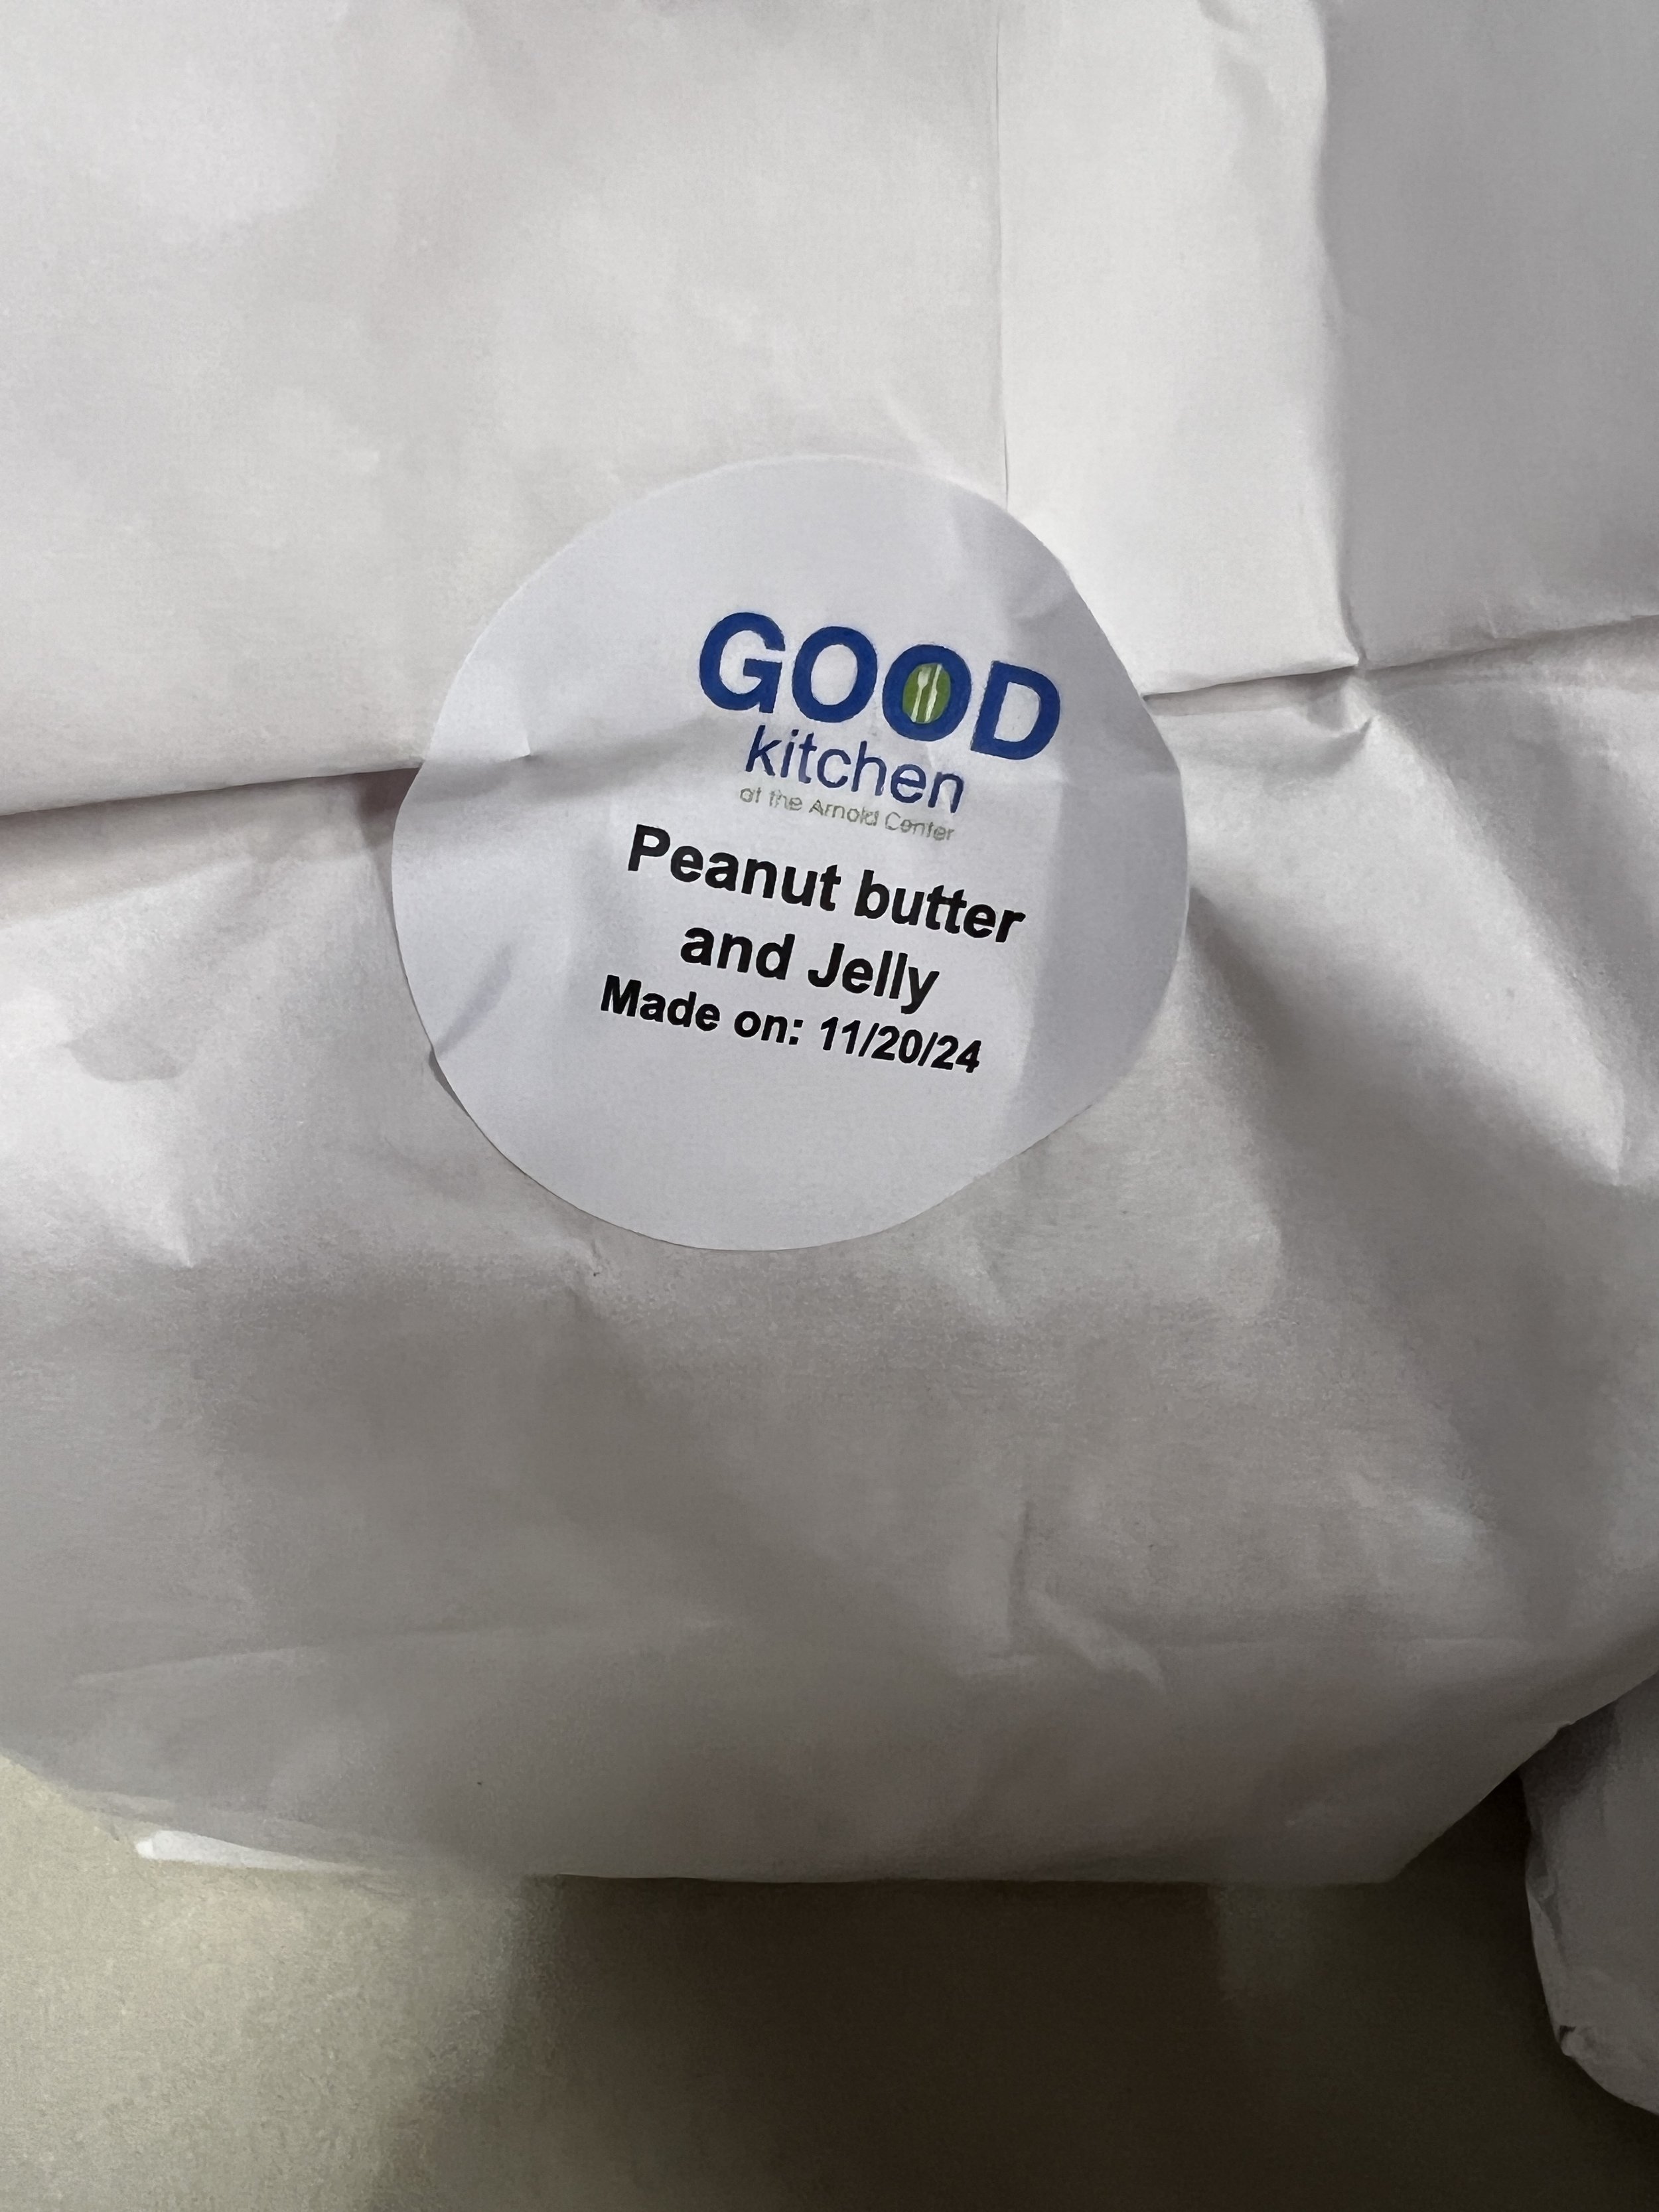 GOOD
kitchen
at the Arnold Center
Peanut butter
and Jelly
Made on: 11/20/24